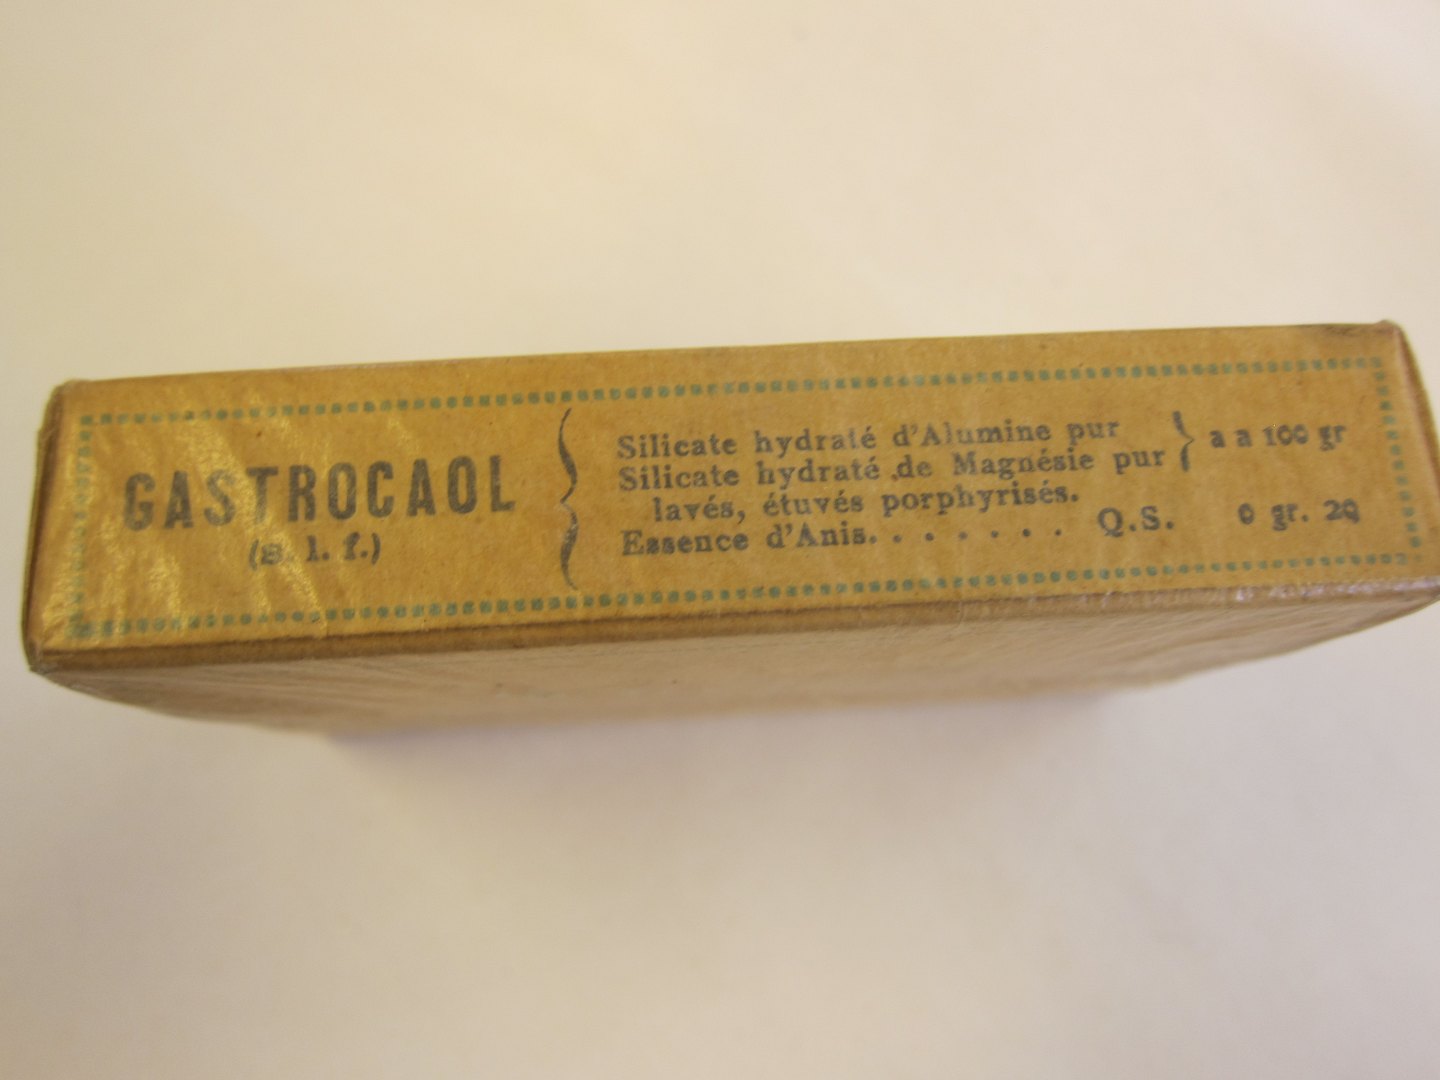 GASTROCAOL
(s. l. f.)
Silicate hydraté d'Alumine pur
Silicate hydraté de Magnésie pur
a a 100 gr
lavés, étuvés porphyrisés.
Essence d'Anis. . . . . . . Q.S. 0 gr. 20